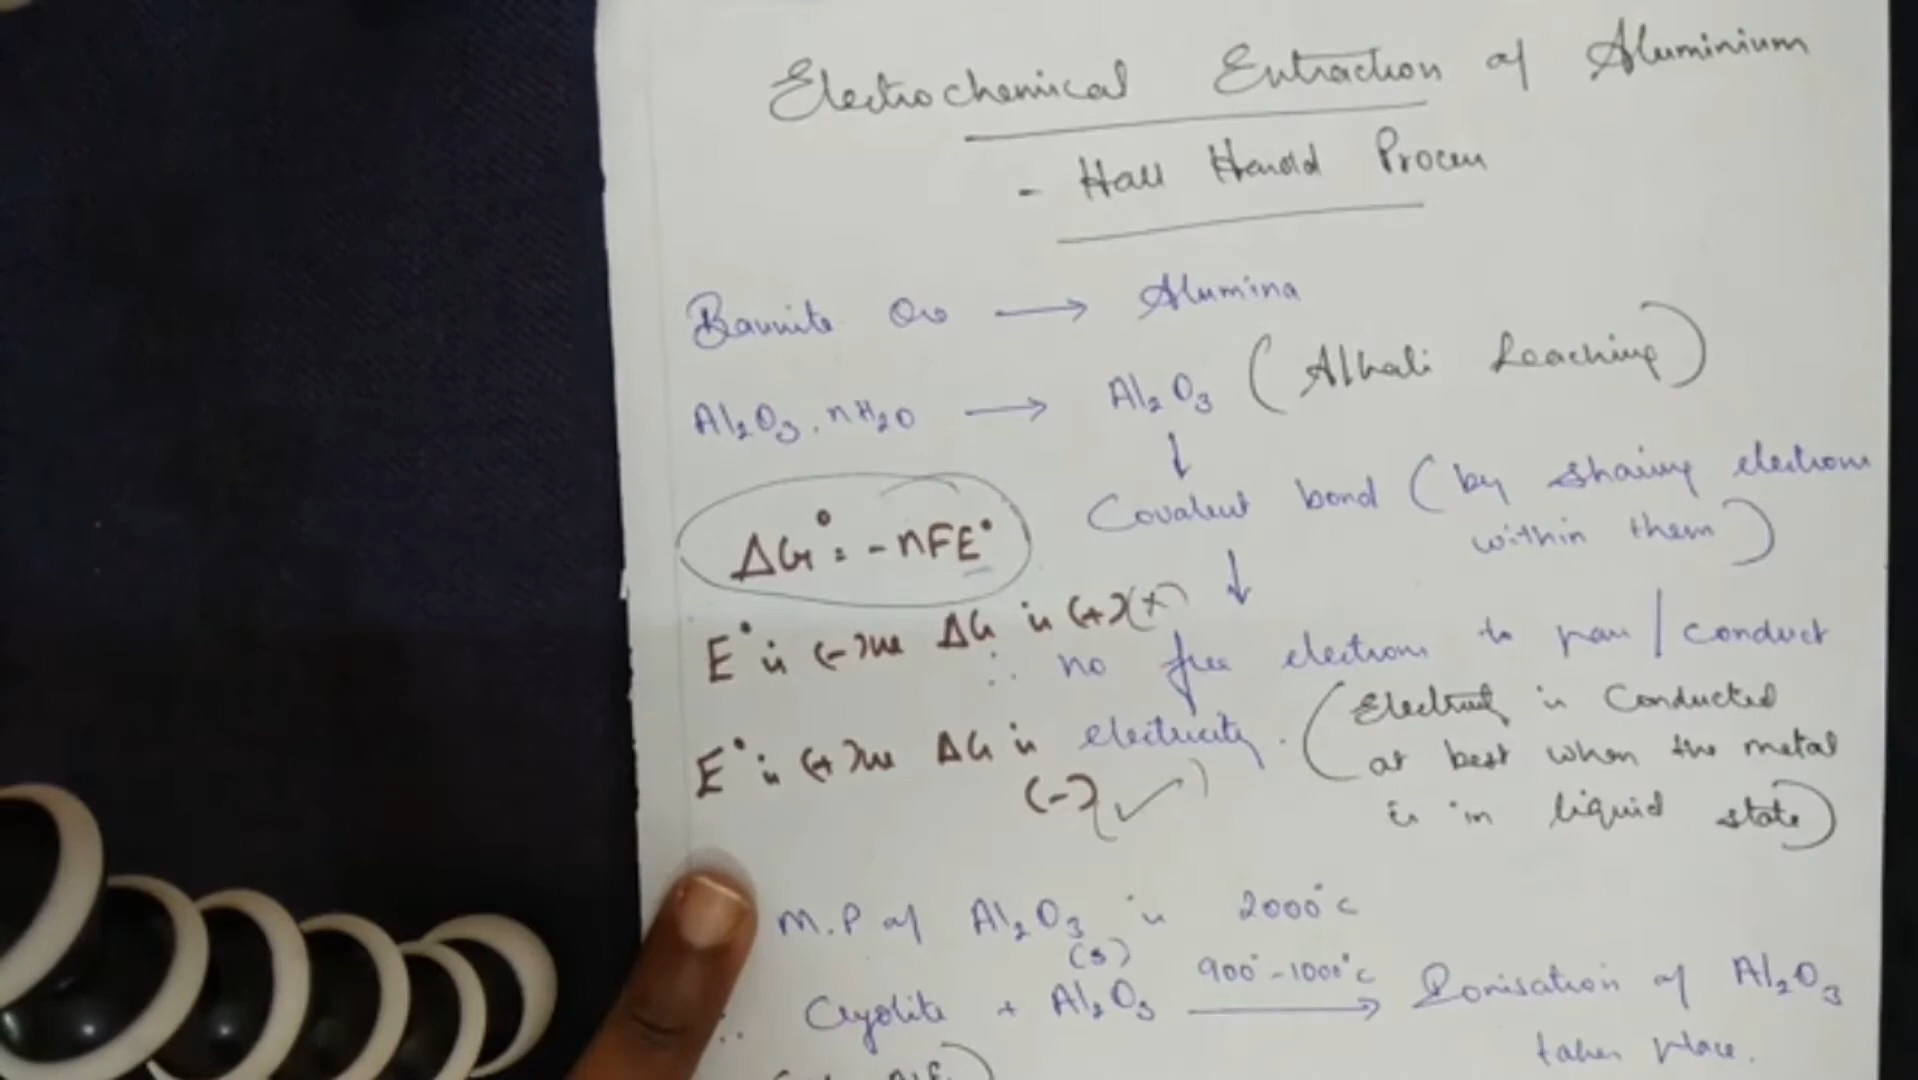 Electrochemical Extraction of Aluminium
- Hall Herold Process
Bauxite Ore → Alumina
Al₂O₃.nH₂O → Al₂O₃ (Alkali Leaching)
↓
Covalent bond (by sharing electrons within them)
↓
∴ no free electrons to pass / conduct electricity. (Electricity is conducted at best when the metal is in liquid state)
ΔG° = -nFE°
E° is (-)ve ΔG is (+)(x)
E° is (+)ve ΔG is (-)(✓)
M.P of Al₂O₃ is 2000°c
(s)
∴ Cryolite + Al₂O₃ 900°-1000°c → Ionisation of Al₂O₃ takes place.